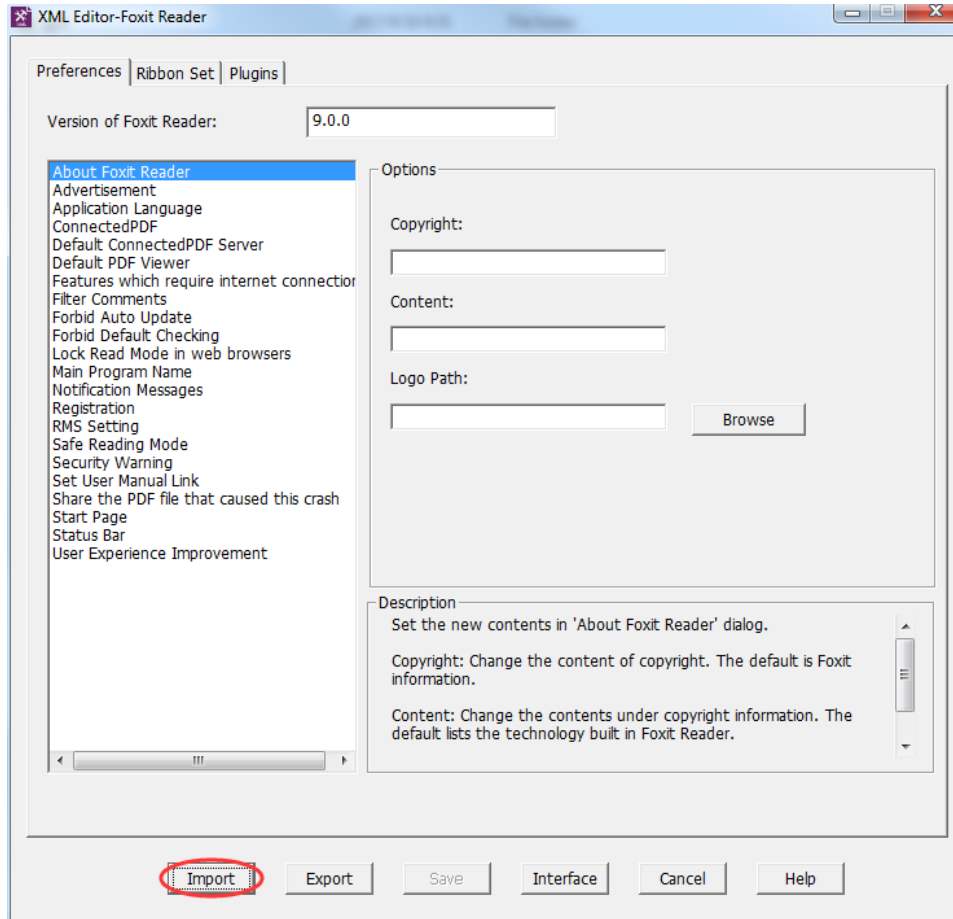 XML Editor-Foxit Reader
Preferences
Ribbon Set
Plugins
Version of Foxit Reader:
9.0.0
About Foxit Reader
Advertisement
Application Language
ConnectedPDF
Default ConnectedPDF Server
Default PDF Viewer
Features which require internet connection
Filter Comments
Forbid Auto Update
Forbid Default Checking
Lock Read Mode in web browsers
Main Program Name
Notification Messages
Registration
RMS Setting
Safe Reading Mode
Security Warning
Set User Manual Link
Share the PDF file that caused this crash
Start Page
Status Bar
User Experience Improvement
Options
Copyright:
Content:
Logo Path:
Browse
Description
Set the new contents in 'About Foxit Reader' dialog.
Copyright: Change the content of copyright. The default is Foxit
information.
Content: Change the contents under copyright information. The
default lists the technology built in Foxit Reader.
Import
Export
Save
Interface
Cancel
Help